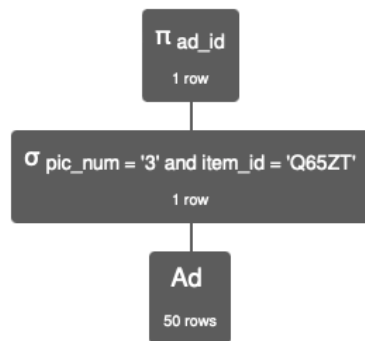 π ad_id
1 row
σ pic_num = '3' and item_id = 'Q65ZT'
1 row
Ad
50 rows